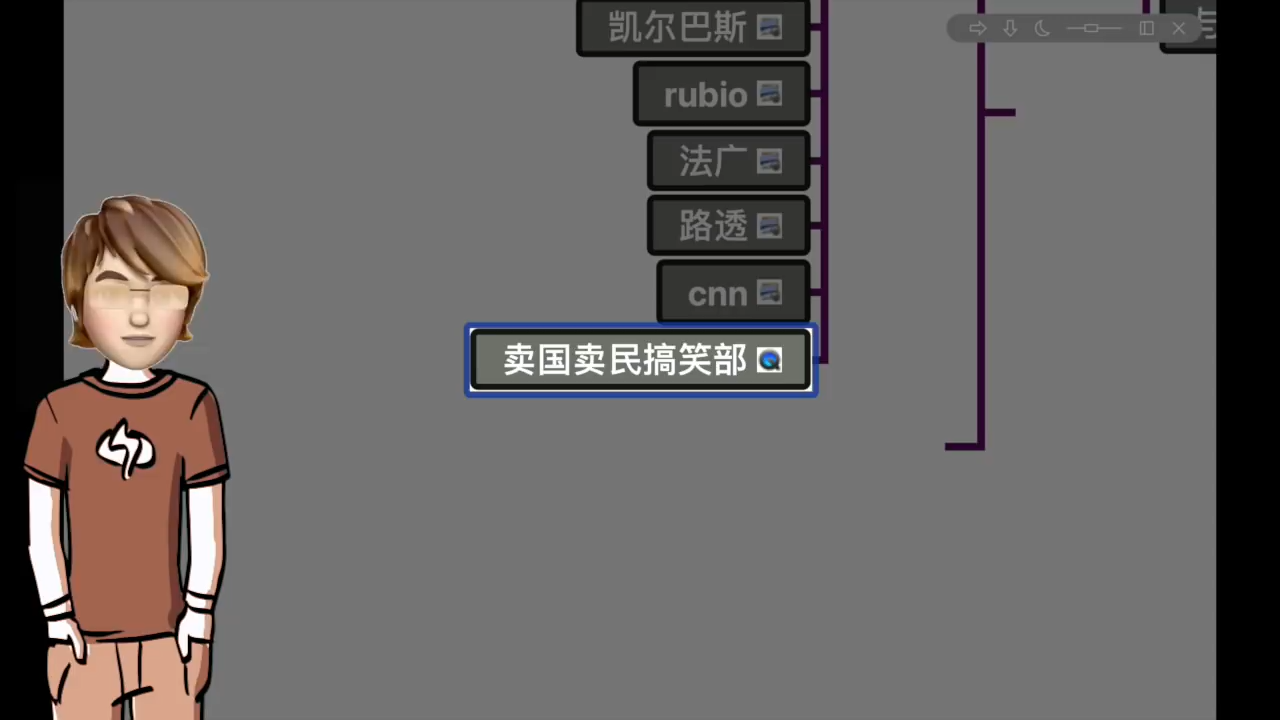 凯尔巴斯
rubio
法广
路透
cnn
卖国卖民搞笑部